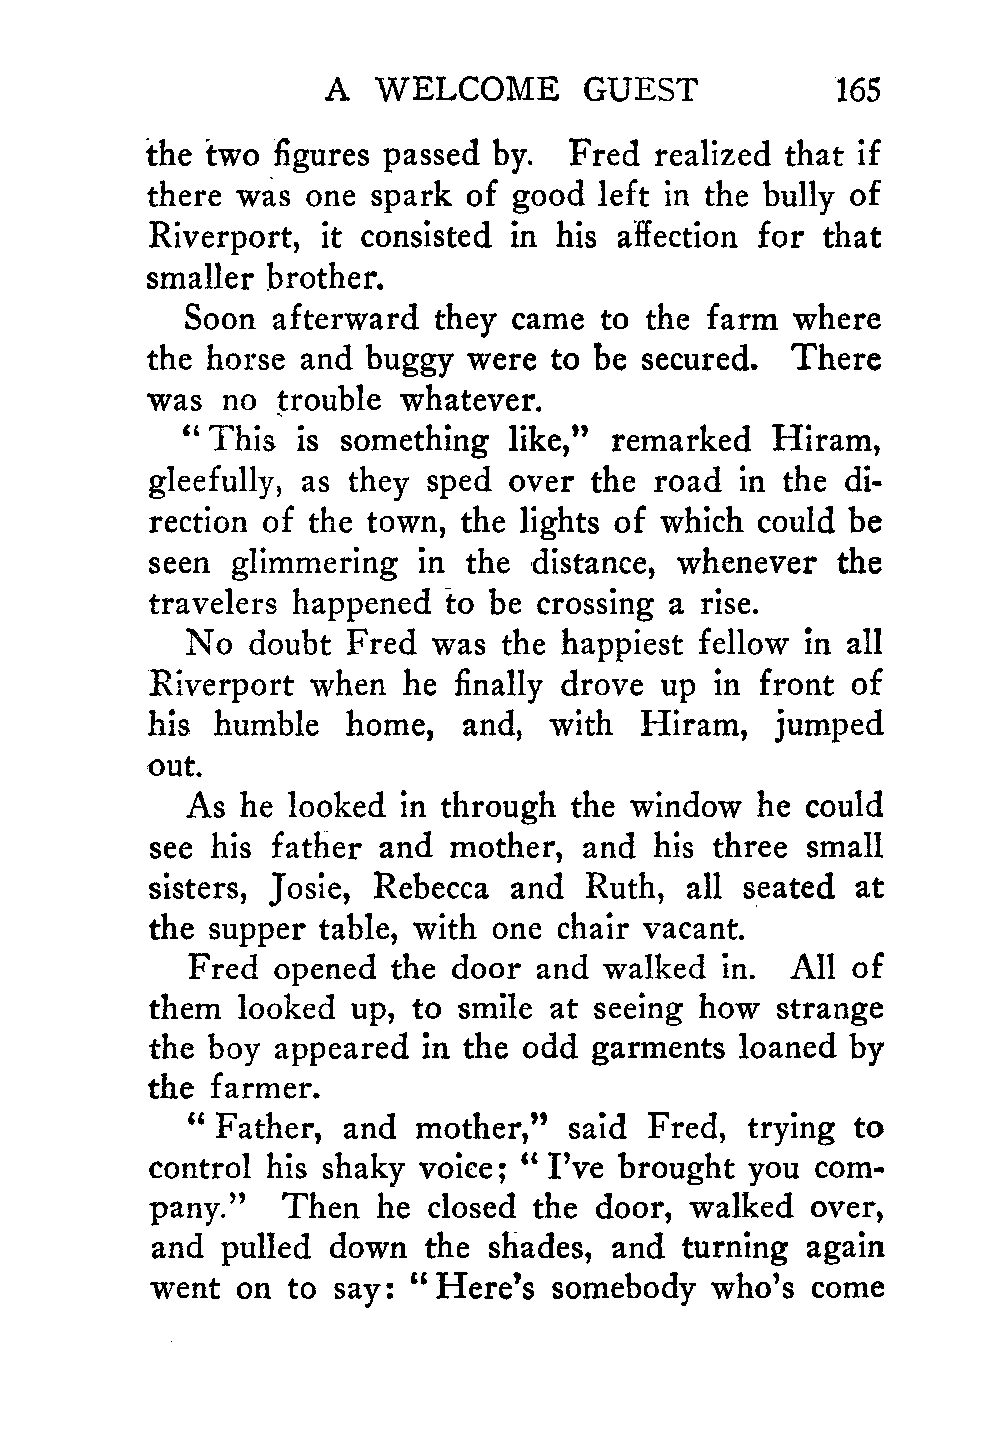 A WELCOME GUEST 165
the two figures passed by. Fred realized that if
there was one spark of good left in the bully of
Riverport, it consisted in his affection for that
smaller brother.
Soon afterward they came to the farm where
the horse and buggy were to be secured. There
was no trouble whatever.
“This is something like,” remarked Hiram,
gleefully, as they sped over the road in the di-
rection of the town, the lights of which could be
seen glimmering in the distance, whenever the
travelers happened to be crossing a rise.
No doubt Fred was the happiest fellow in all
Riverport when he finally drove up in front of
his humble home, and, with Hiram, jumped
out.
As he looked in through the window he could
see his father and mother, and his three small
sisters, Josie, Rebecca and Ruth, all seated at
the supper table, with one chair vacant.
Fred opened the door and walked in. All of
them looked up, to smile at seeing how strange
the boy appeared in the odd garments loaned by
the farmer.
“Father, and mother,” said Fred, trying to
control his shaky voice; “I’ve brought you com-
pany.” Then he closed the door, walked over,
and pulled down the shades, and turning again
went on to say: “Here’s somebody who’s come